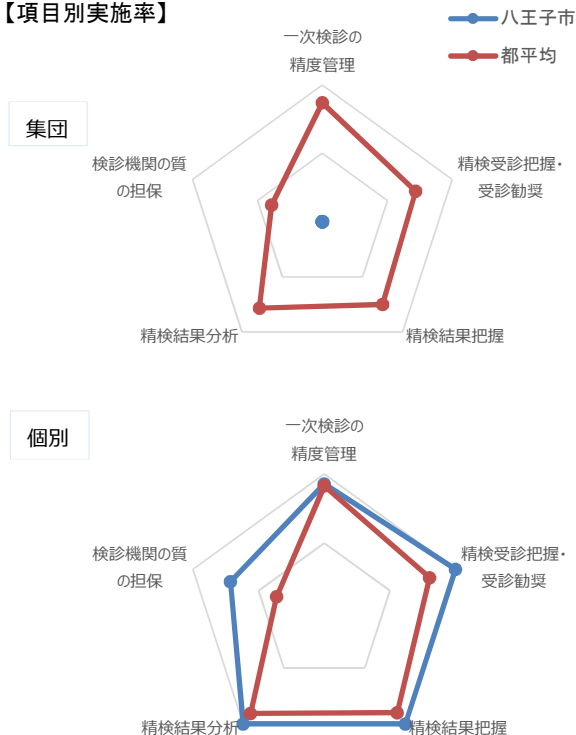 【項目別実施率】
八王子市
都平均
集団
一次検診の
精度管理
精検受診把握・
受診勧奨
精検結果把握
精検結果分析
検診機関の質
の担保
個別
一次検診の
精度管理
精検受診把握・
受診勧奨
精検結果把握
精検結果分析
検診機関の質
の担保